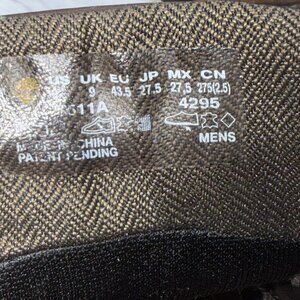 US UK EU JP MX CN
9 43.5 27.5 27.5 275(2.5)
511A 4295
MENS
MADE IN CHINA
PATENT PENDING